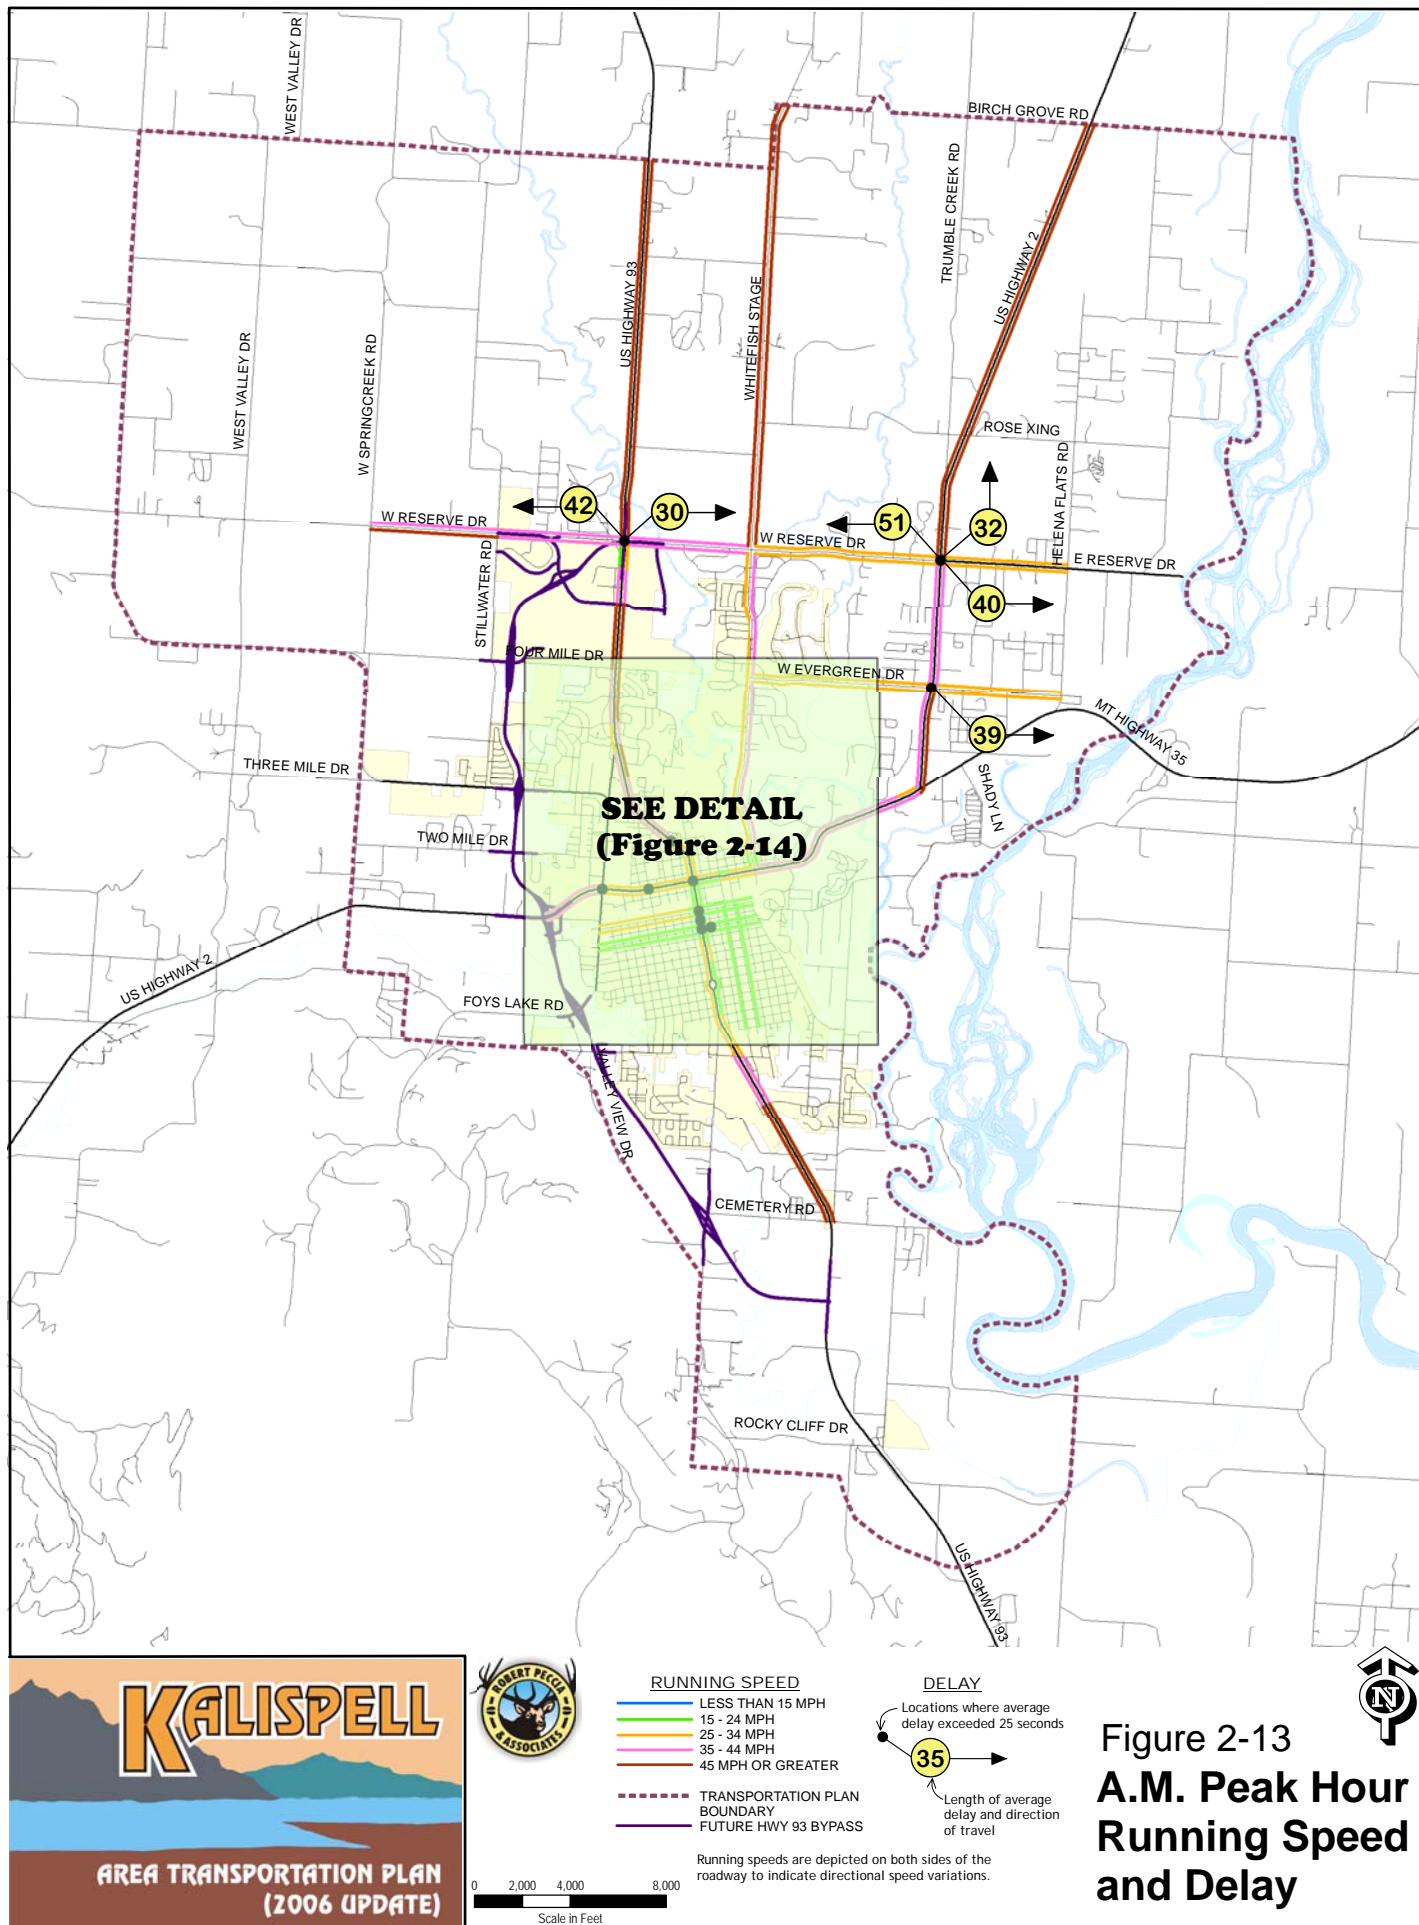 WEST VALLEY DR
BIRCH GROVE RD
TRUMBLE CREEK RD
US HIGHWAY 93
WHITEFISH STAGE
US HIGHWAY 2
WEST VALLEY DR
W SPRINGCREEK RD
ROSE XING
HELENA FLATS RD
42
30
51
32
W RESERVE DR
W RESERVE DR
E RESERVE DR
STILLWATER RD
40
FOUR MILE DR
W EVERGREEN DR
39
MT HIGHWAY 35
THREE MILE DR
SHADY LN
SEE DETAIL
(Figure 2-14)
TWO MILE DR
US HIGHWAY 2
FOYS LAKE RD
VALLEY VIEW DR
CEMETERY RD
ROCKY CLIFF DR
US HIGHWAY 93
KALISPELL
AREA TRANSPORTATION PLAN
(2006 UPDATE)
ROBERT PECCIA
& ASSOCIATES
RUNNING SPEED
LESS THAN 15 MPH
15 - 24 MPH
25 - 34 MPH
35 - 44 MPH
45 MPH OR GREATER
TRANSPORTATION PLAN
BOUNDARY
FUTURE HWY 93 BYPASS
DELAY
Locations where average
delay exceeded 25 seconds
35
Length of average
delay and direction
of travel
Running speeds are depicted on both sides of the
roadway to indicate directional speed variations.
0 2,000 4,000 8,000
Scale in Feet
N
Figure 2-13
A.M. Peak Hour
Running Speed
and Delay